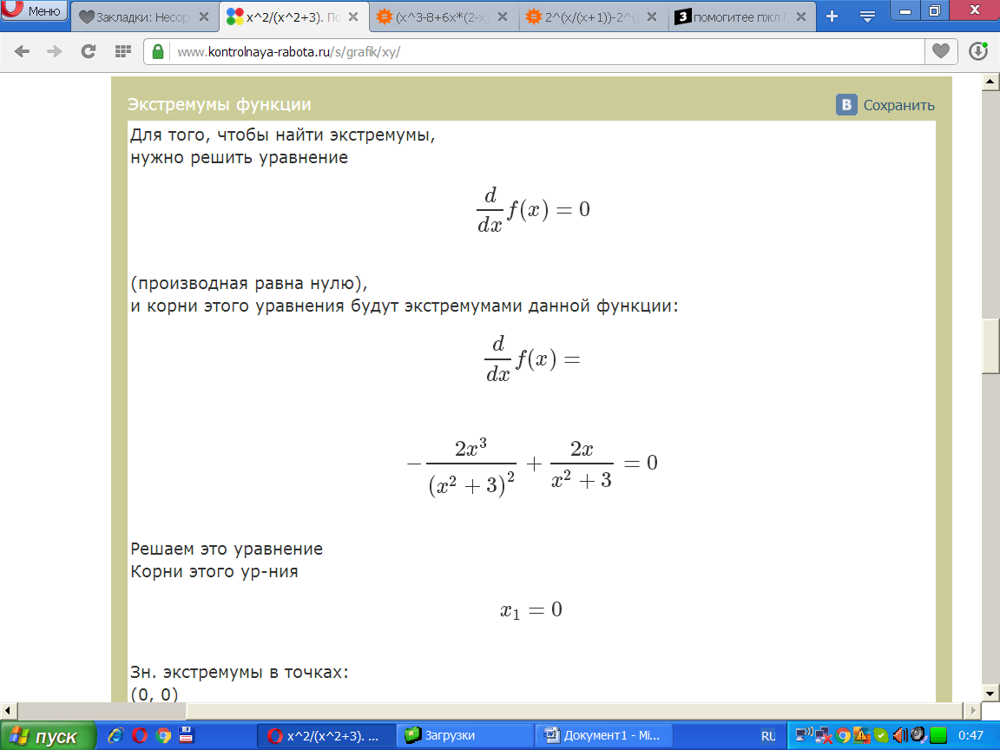 Меню
Закладки: Несор
x^2/(x^2+3). По
(x^3-8+6x*(2-x)
2^(x/(x+1))-2^(
помогитее пжл
www.kontrolnaya-rabota.ru/s/grafik/xy/
Экстремумы функции
B Сохранить
Для того, чтобы найти экстремумы,
нужно решить уравнение
\frac{d}{dx} f(x) = 0
(производная равна нулю),
и корни этого уравнения будут экстремумами данной функции:
\frac{d}{dx} f(x) =
-\frac{2x^3}{(x^2 + 3)^2} + \frac{2x}{x^2 + 3} = 0
Решаем это уравнение
Корни этого ур-ния
x_1 = 0
Зн. экстремумы в точках:
(0, 0)
пуск
x^2/(x^2+3). ...
Загрузки
Документ1 - Mi...
RU
0:47